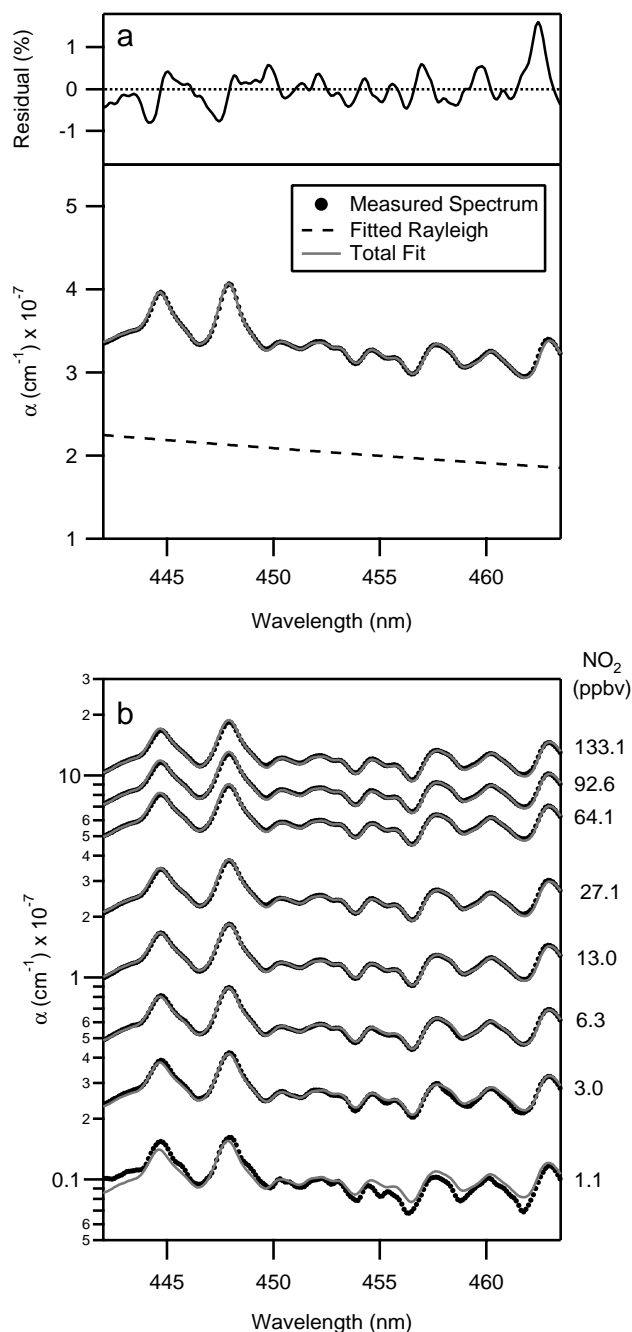 a
Residual (%)
1
0
-1
Measured Spectrum
Fitted Rayleigh
Total Fit
α (cm-1) x 10-7
5
4
3
2
1
445 450 455 460
Wavelength (nm)
b
NO2
(ppbv)
α (cm-1) x 10-7
3
2
10
6
5
4
3
2
1
6
5
4
3
2
0.1
6
5
133.1
92.6
64.1
27.1
13.0
6.3
3.0
1.1
445 450 455 460
Wavelength (nm)